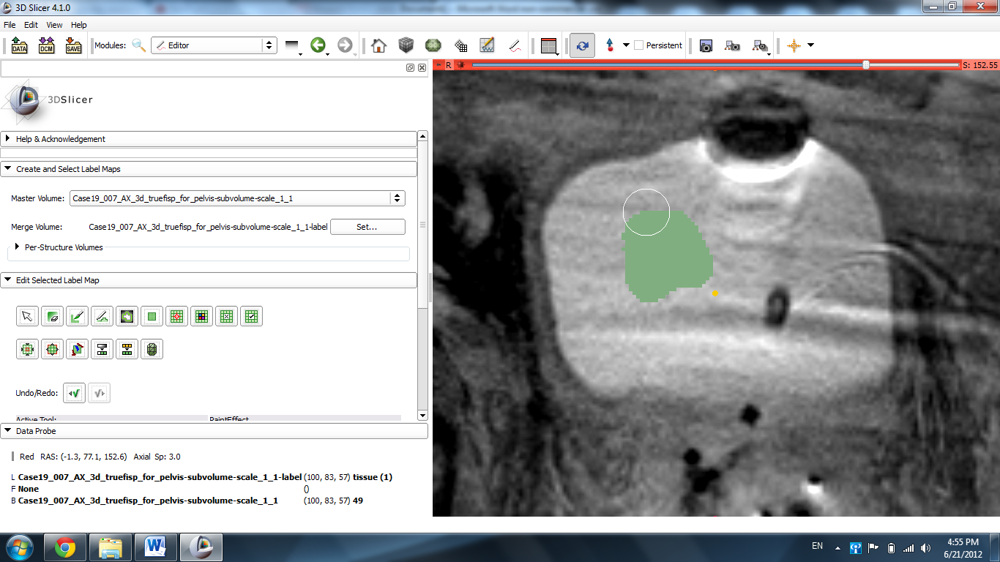 3D Slicer 4.1.0
File Edit View Help
DATA DCM SAVE Modules: Editor Persistent
R S: 152.55
3DSlicer
Help & Acknowledgement
Create and Select Label Maps
Master Volume: Case19_007_AX_3d_truefisp_for_pelvis-subvolume-scale_1_1
Merge Volume: Case19_007_AX_3d_truefisp_for_pelvis-subvolume-scale_1_1-label Set...
Per-Structure Volumes
Edit Selected Label Map
Undo/Redo:
Active Tool: PaintEffect
Data Probe
Red RAS: (-1.3, 77.1, 152.6) Axial Sp: 3.0
L Case19_007_AX_3d_truefisp_for_pelvis-subvolume-scale_1_1-label (100, 83, 57) tissue (1)
F None ()
B Case19_007_AX_3d_truefisp_for_pelvis-subvolume-scale_1_1 (100, 83, 57) 49
EN 4:55 PM
6/21/2012